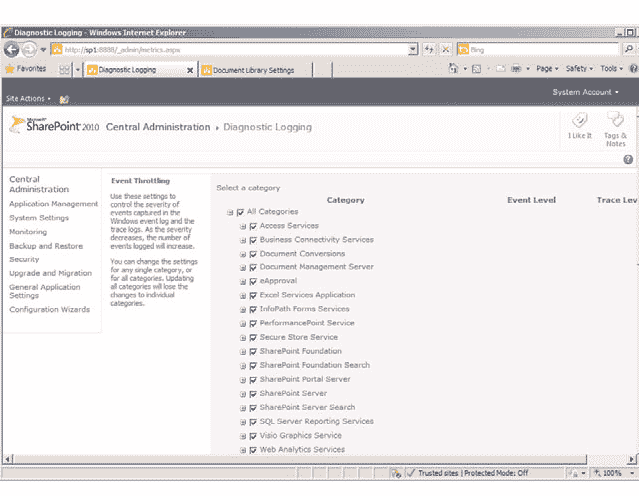 Diagnostic Logging - Windows Internet Explorer
http://sp1:8888/_admin/metrics.aspx
Bing
Favorites
Diagnostic Logging
Document Library Settings
Page
Safety
Tools
Site Actions
System Account
Microsoft
SharePoint 2010 Central Administration Diagnostic Logging
I Like It
Tags &
Notes
Central
Administration
Application Management
System Settings
Monitoring
Backup and Restore
Security
Upgrade and Migration
General Application
Settings
Configuration Wizards
Event Throttling
Use these settings to
control the severity of
events captured in the
Windows event log and the
trace logs. As the severity
decreases, the number of
events logged will increase.
You can change the settings
for any single category, or
for all categories. Updating
all categories will lose the
changes to individual
categories.
Select a category
Category Event Level Trace Lev
All Categories
Access Services
Business Connectivity Services
Document Conversions
Document Management Server
eApproval
Excel Services Application
InfoPath Forms Services
PerformancePoint Service
Secure Store Service
SharePoint Foundation
SharePoint Foundation Search
SharePoint Portal Server
SharePoint Server
SharePoint Server Search
SQL Server Reporting Services
Visio Graphics Service
Web Analytics Services
Trusted sites | Protected Mode: Off
100%